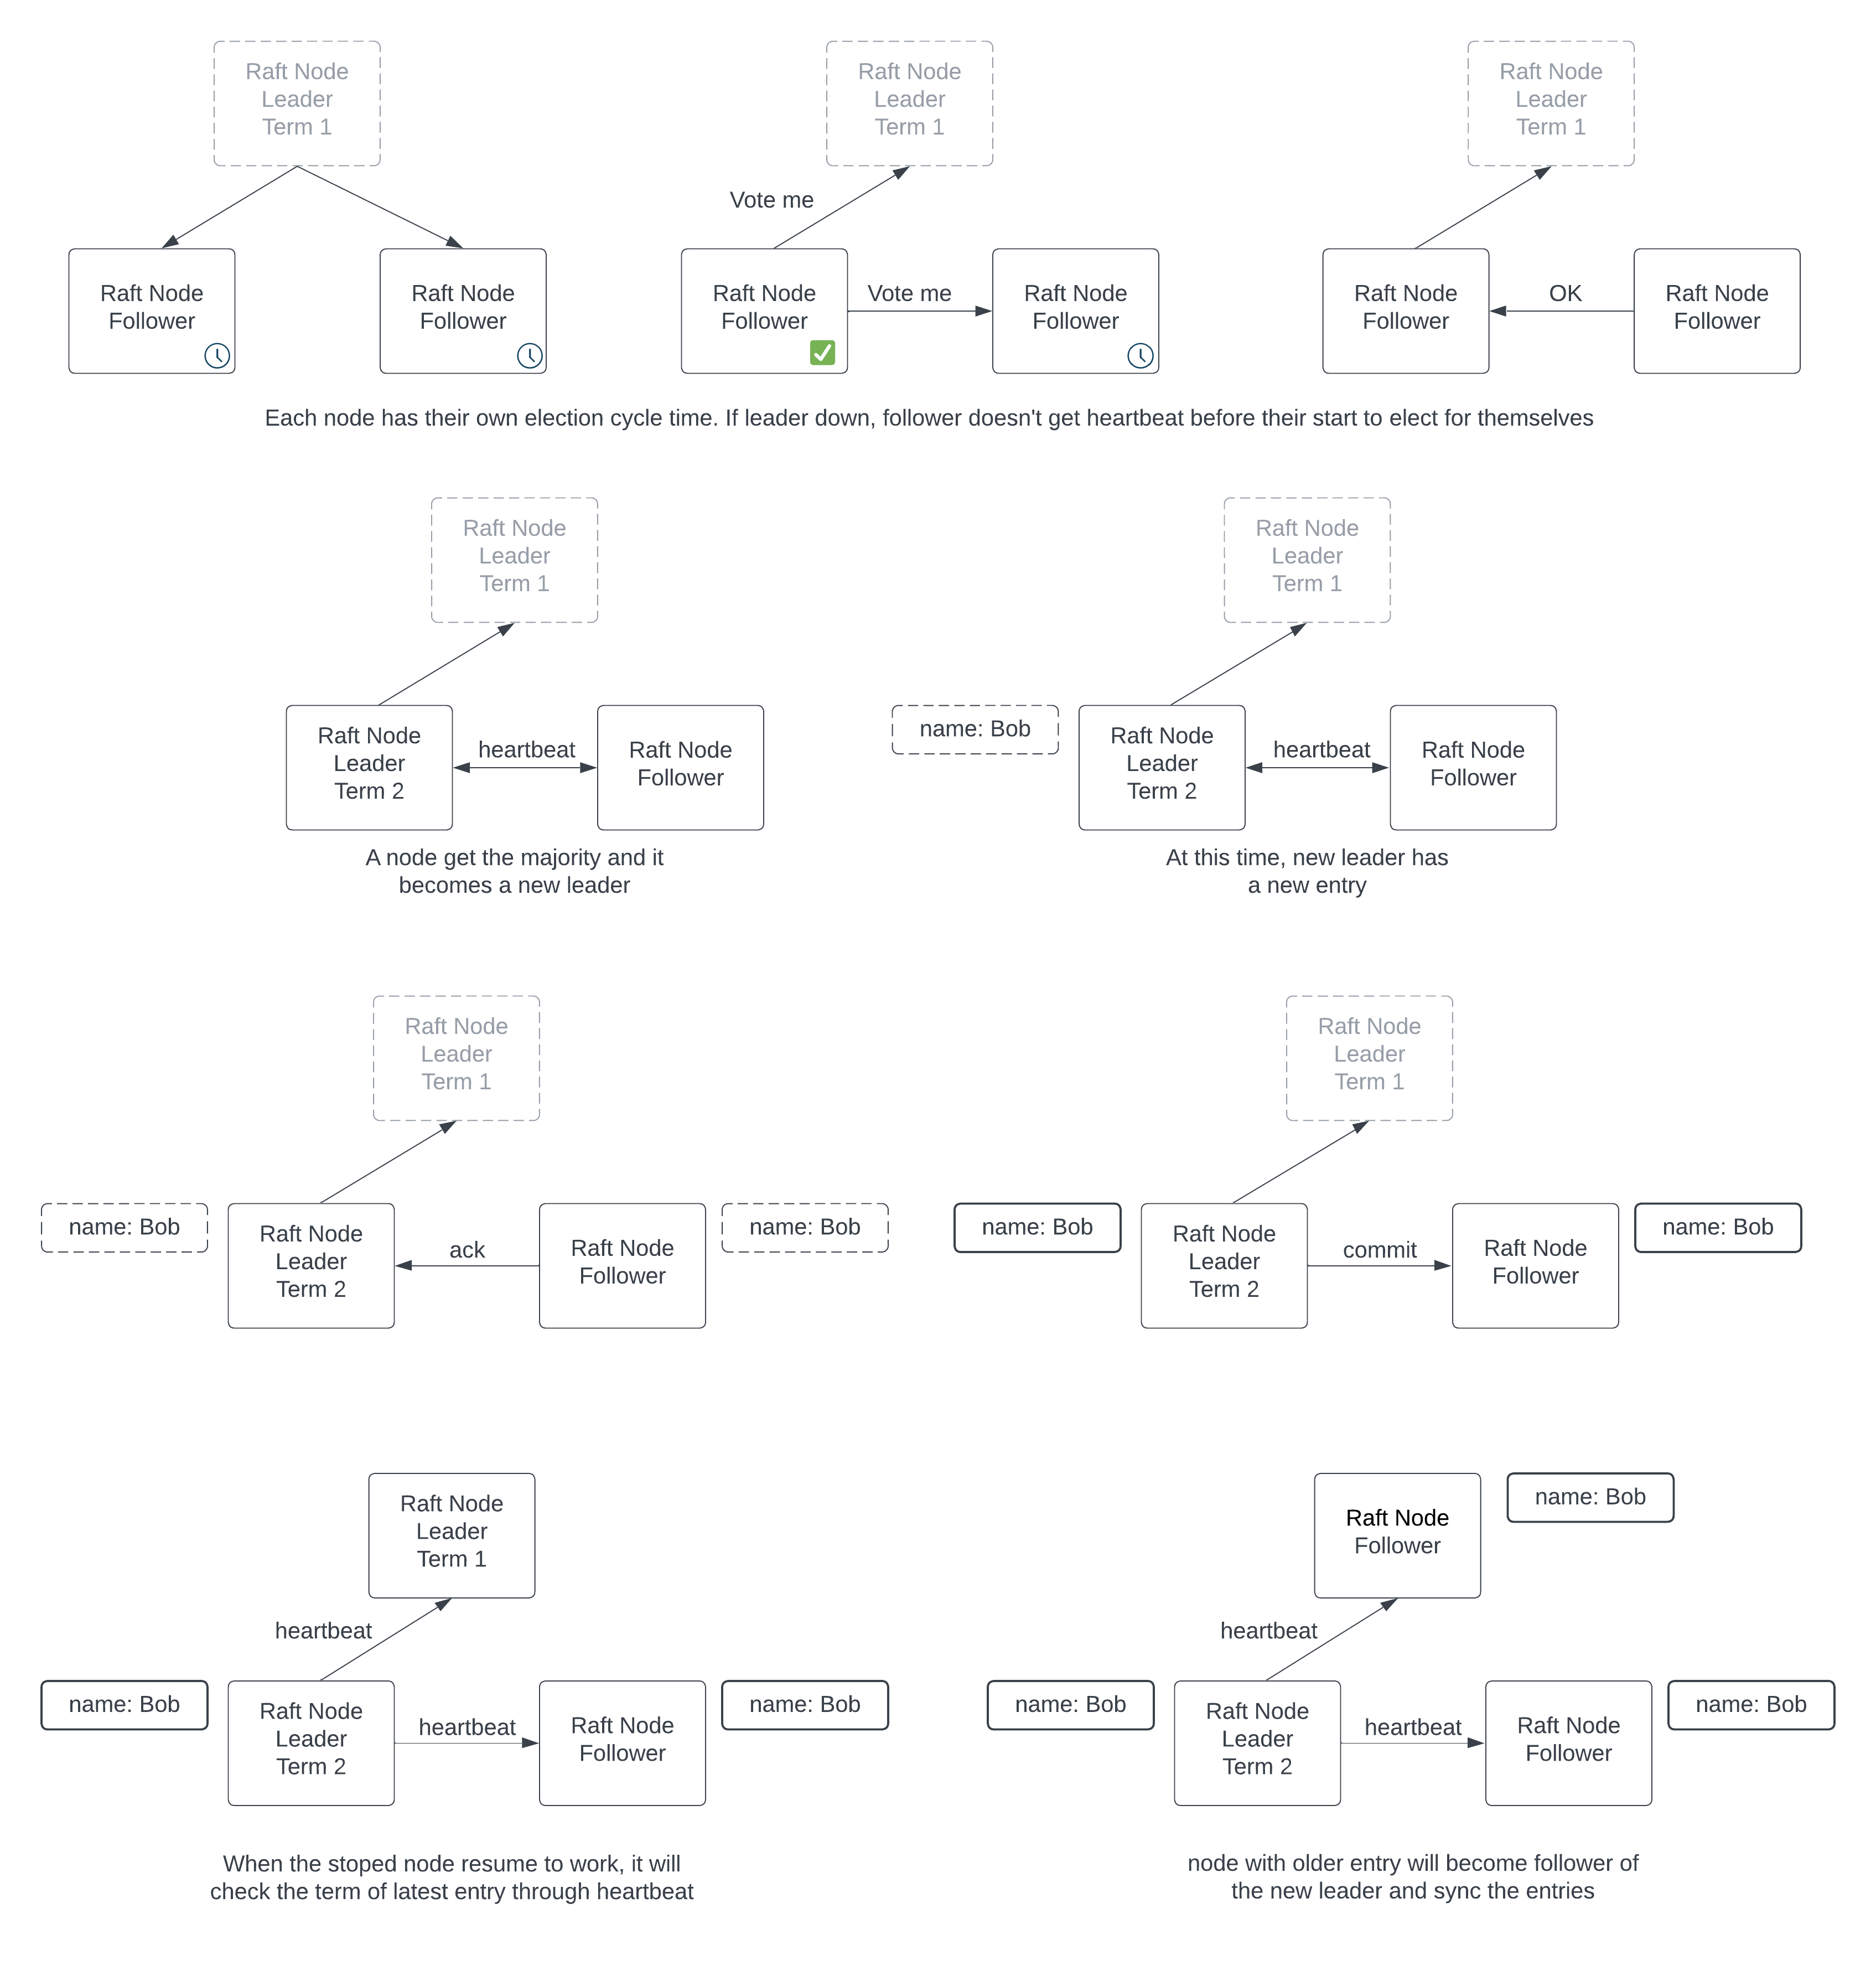 Raft Node
Leader
Term 1
Raft Node
Follower
Raft Node
Follower
Raft Node
Leader
Term 1
Vote me
Raft Node
Follower
Vote me
Raft Node
Follower
Raft Node
Leader
Term 1
Raft Node
Follower
OK
Raft Node
Follower
Each node has their own election cycle time. If leader down, follower doesn't get heartbeat before their start to elect for themselves
Raft Node
Leader
Term 1
Raft Node
Leader
Term 2
heartbeat
Raft Node
Follower
A node get the majority and it
becomes a new leader
Raft Node
Leader
Term 1
name: Bob
Raft Node
Leader
Term 2
heartbeat
Raft Node
Follower
At this time, new leader has
a new entry
Raft Node
Leader
Term 1
name: Bob
Raft Node
Leader
Term 2
ack
Raft Node
Follower
name: Bob
Raft Node
Leader
Term 1
name: Bob
Raft Node
Leader
Term 2
commit
Raft Node
Follower
name: Bob
Raft Node
Leader
Term 1
heartbeat
name: Bob
Raft Node
Leader
Term 2
heartbeat
Raft Node
Follower
name: Bob
When the stoped node resume to work, it will
check the term of latest entry through heartbeat
Raft Node
Follower
name: Bob
heartbeat
name: Bob
Raft Node
Leader
Term 2
heartbeat
Raft Node
Follower
name: Bob
node with older entry will become follower of
the new leader and sync the entries